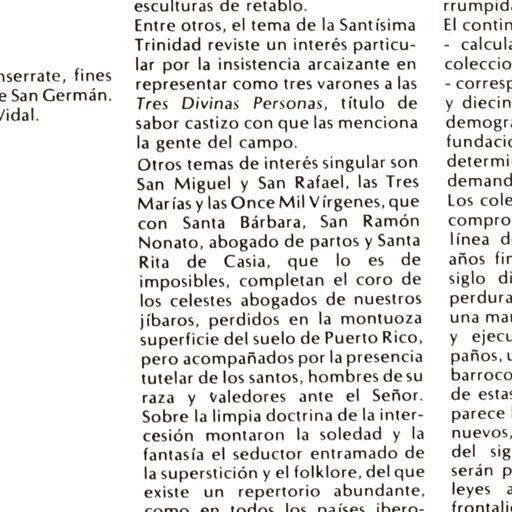 nserrate, fines
e San Germán.
Vidal.
esculturas de retablo.
Entre otros, el tema de la Santísima
Trinidad reviste un interés particu-
lar por la insistencia arcaizante en
representar como tres varones a las
Tres Divinas Personas, título de
sabor castizo con que las menciona
la gente del campo.
Otros temas de interés singular son
San Miguel y San Rafael, las Tres
Marías y las Once Mil Vírgenes, que
con Santa Bárbara, San Ramón
Nonato, abogado de partos y Santa
Rita de Casia, que lo es de
imposibles, completan el coro de
los celestes abogados de nuestros
jíbaros, perdidos en la montuoza
superficie del suelo de Puerto Rico,
pero acompañados por la presencia
tutelar de los santos, hombres de su
raza y valedores ante el Señor.
Sobre la limpia doctrina de la inter-
cesión montaron la soledad y la
fantasía el seductor entramado de
la superstición y el folklore, del que
existe un repertorio abundante,
como en todos los países ibero-
rrumpida
El contin
- calcula
coleccio
- corresp
y diecin
demogra
fundacio
determi
demand
Los cole
compro
línea d
años fin
siglo di
perdura
una mar
y ejecu
paños, u
barroco
de estas
parece l
nuevos,
del sig
serán p
leyes a
frontali